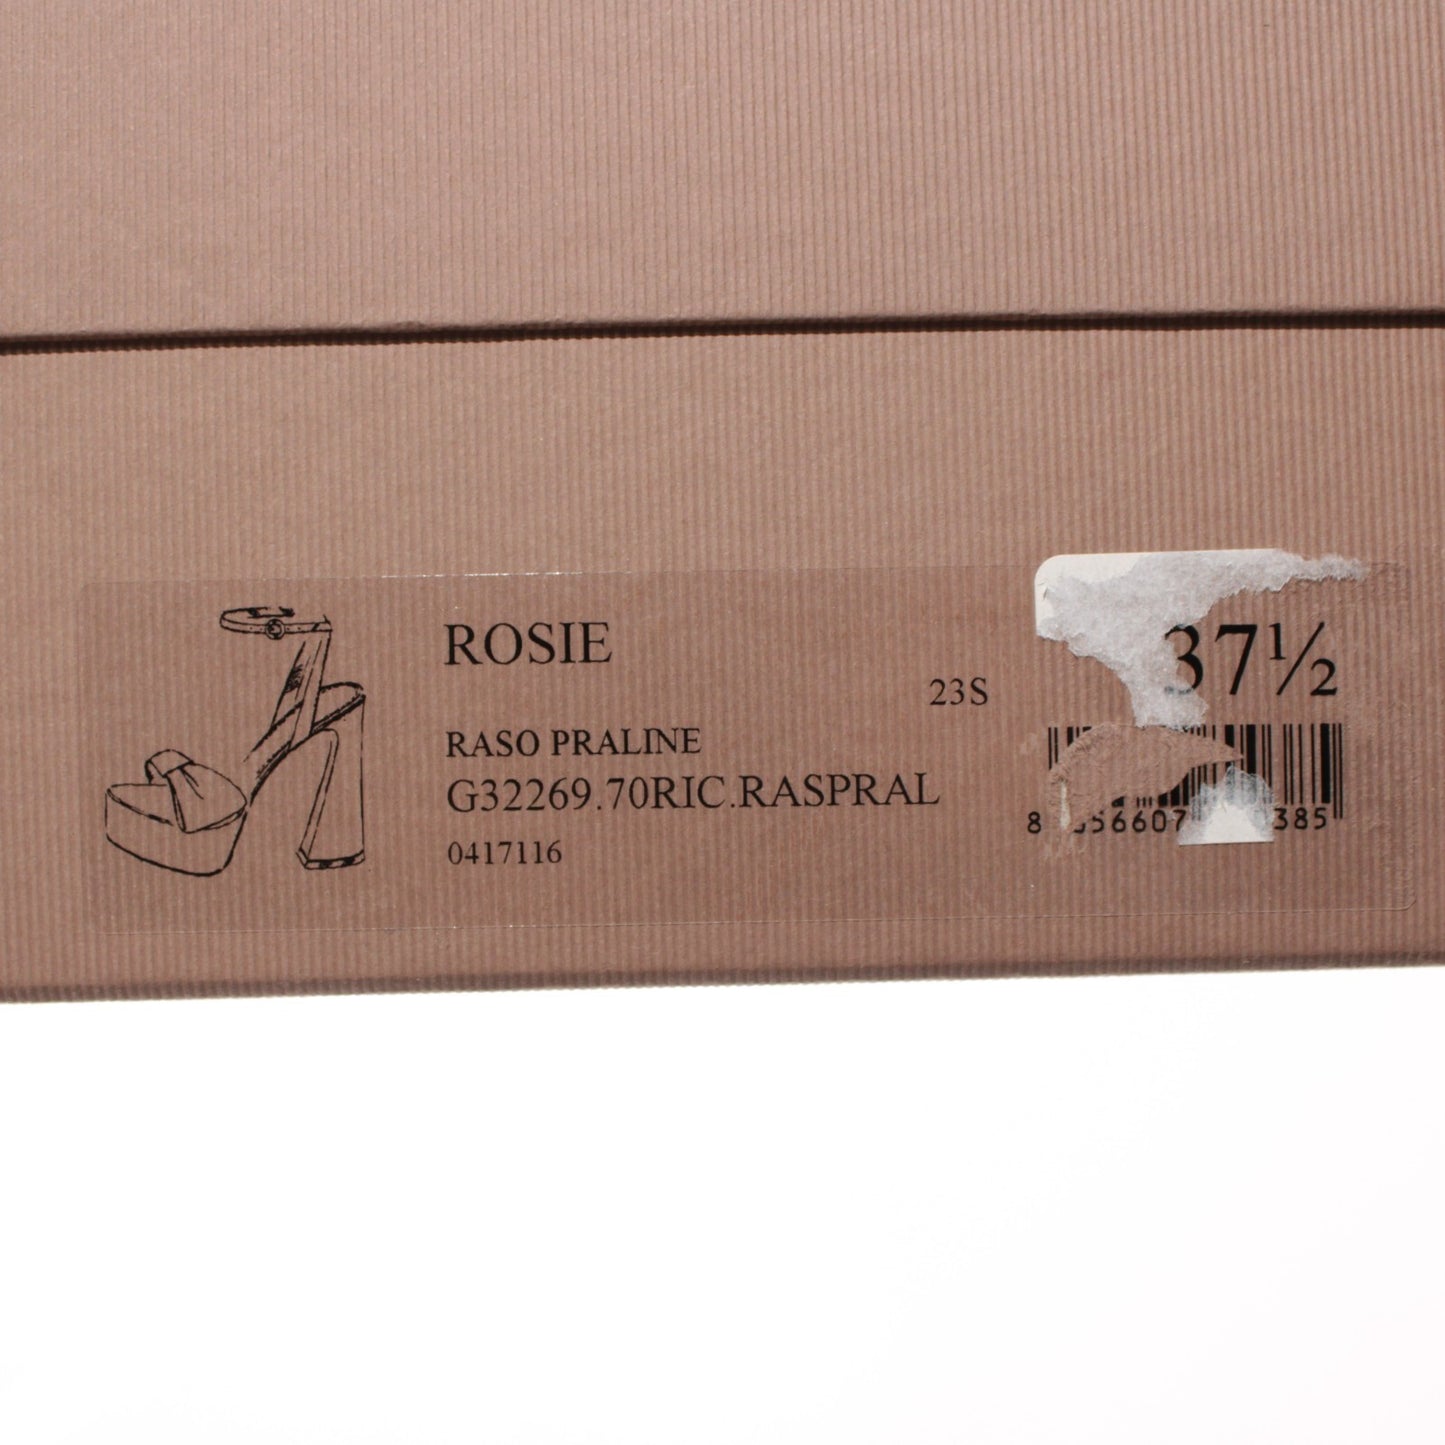 ROSIE
23S
37½
RASO PRALINE
G32269.70RIC.RASPRAL
0417116